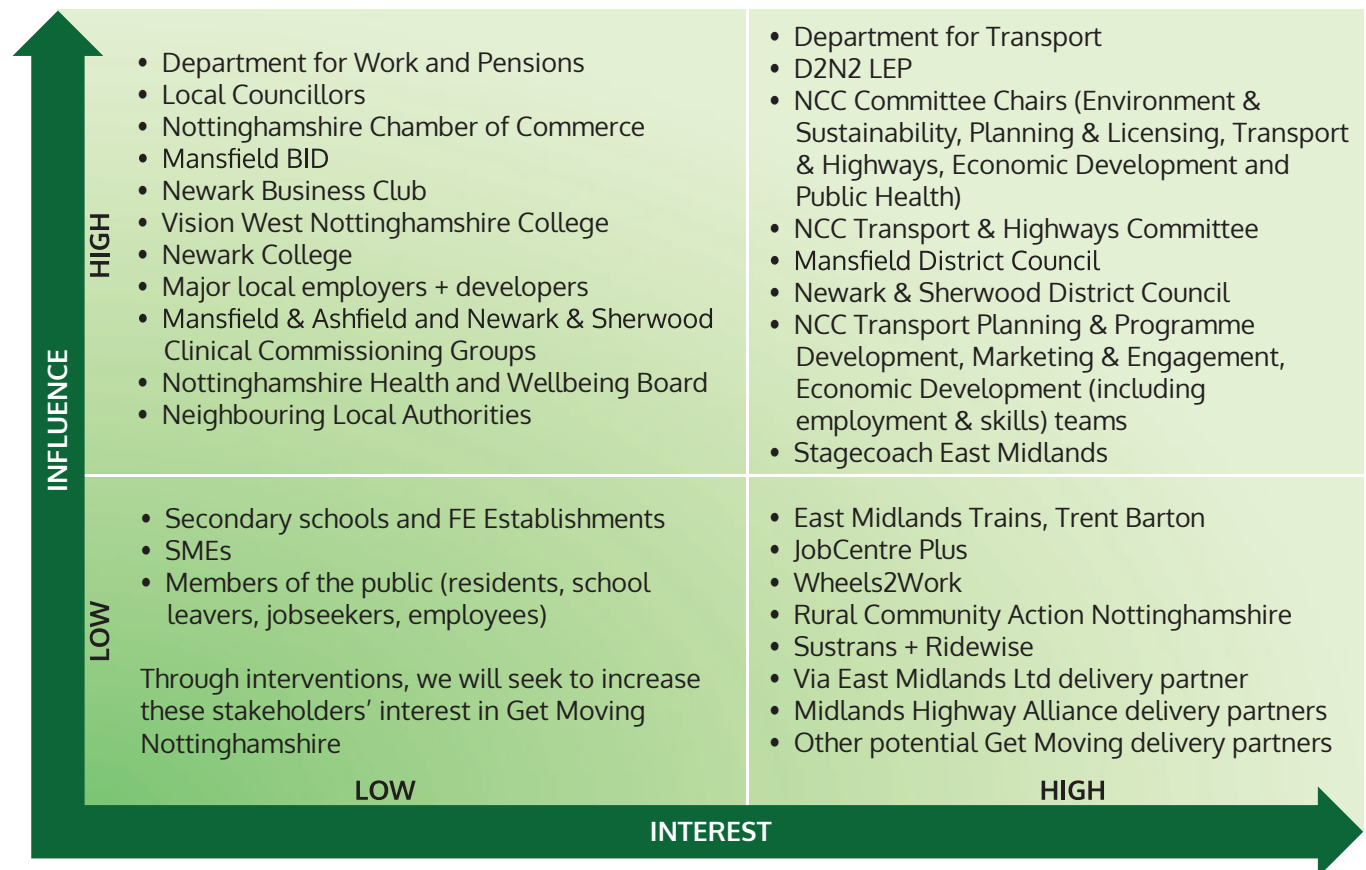 INFLUENCE
HIGH
• Department for Work and Pensions
• Local Councillors
• Nottinghamshire Chamber of Commerce
• Mansfield BID
• Newark Business Club
• Vision West Nottinghamshire College
• Newark College
• Major local employers + developers
• Mansfield & Ashfield and Newark & Sherwood
Clinical Commissioning Groups
• Nottinghamshire Health and Wellbeing Board
• Neighbouring Local Authorities
• Department for Transport
• D2N2 LEP
• NCC Committee Chairs (Environment &
Sustainability, Planning & Licensing, Transport
& Highways, Economic Development and
Public Health)
• NCC Transport & Highways Committee
• Mansfield District Council
• Newark & Sherwood District Council
• NCC Transport Planning & Programme
Development, Marketing & Engagement,
Economic Development (including
employment & skills) teams
• Stagecoach East Midlands
LOW
• Secondary schools and FE Establishments
• SMEs
• Members of the public (residents, school
leavers, jobseekers, employees)
Through interventions, we will seek to increase
these stakeholders’ interest in Get Moving
Nottinghamshire
• East Midlands Trains, Trent Barton
• JobCentre Plus
• Wheels2Work
• Rural Community Action Nottinghamshire
• Sustrans + Ridewise
• Via East Midlands Ltd delivery partner
• Midlands Highway Alliance delivery partners
• Other potential Get Moving delivery partners
LOW
HIGH
INTEREST